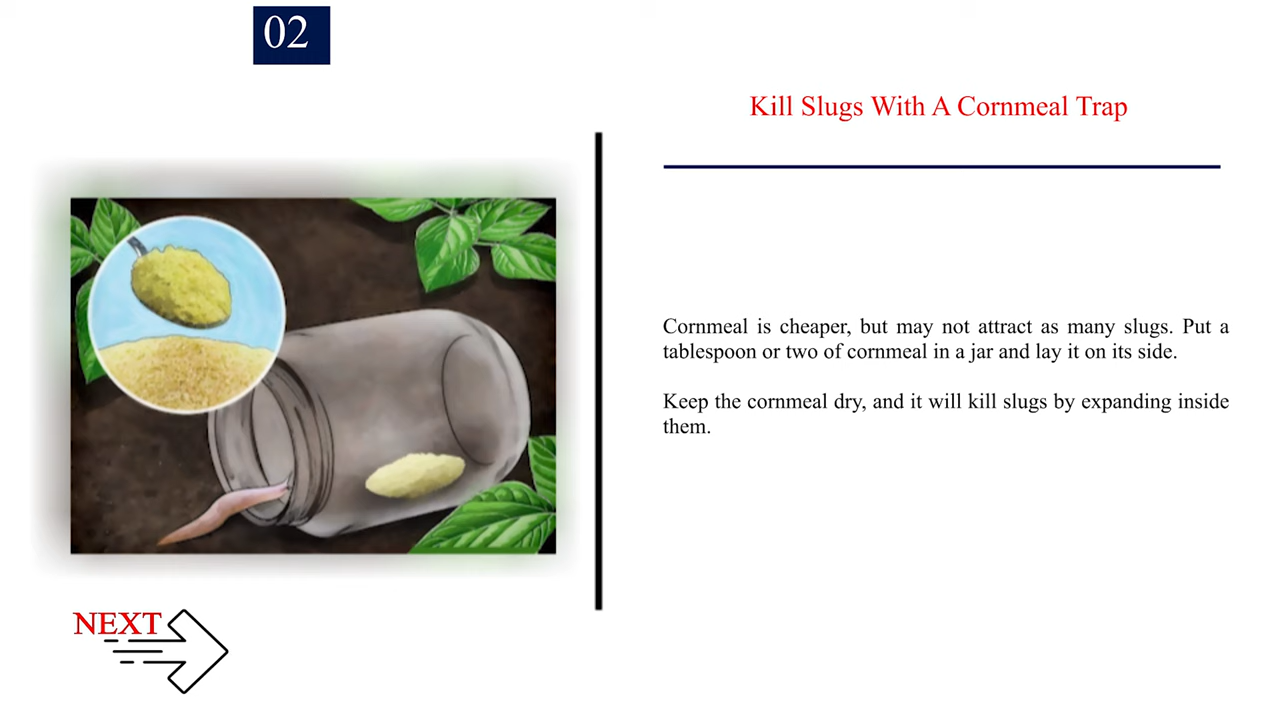 02
Kill Slugs With A Cornmeal Trap
Cornmeal is cheaper, but may not attract as many slugs. Put a
tablespoon or two of cornmeal in a jar and lay it on its side.
Keep the cornmeal dry, and it will kill slugs by expanding inside
them.
NEXT